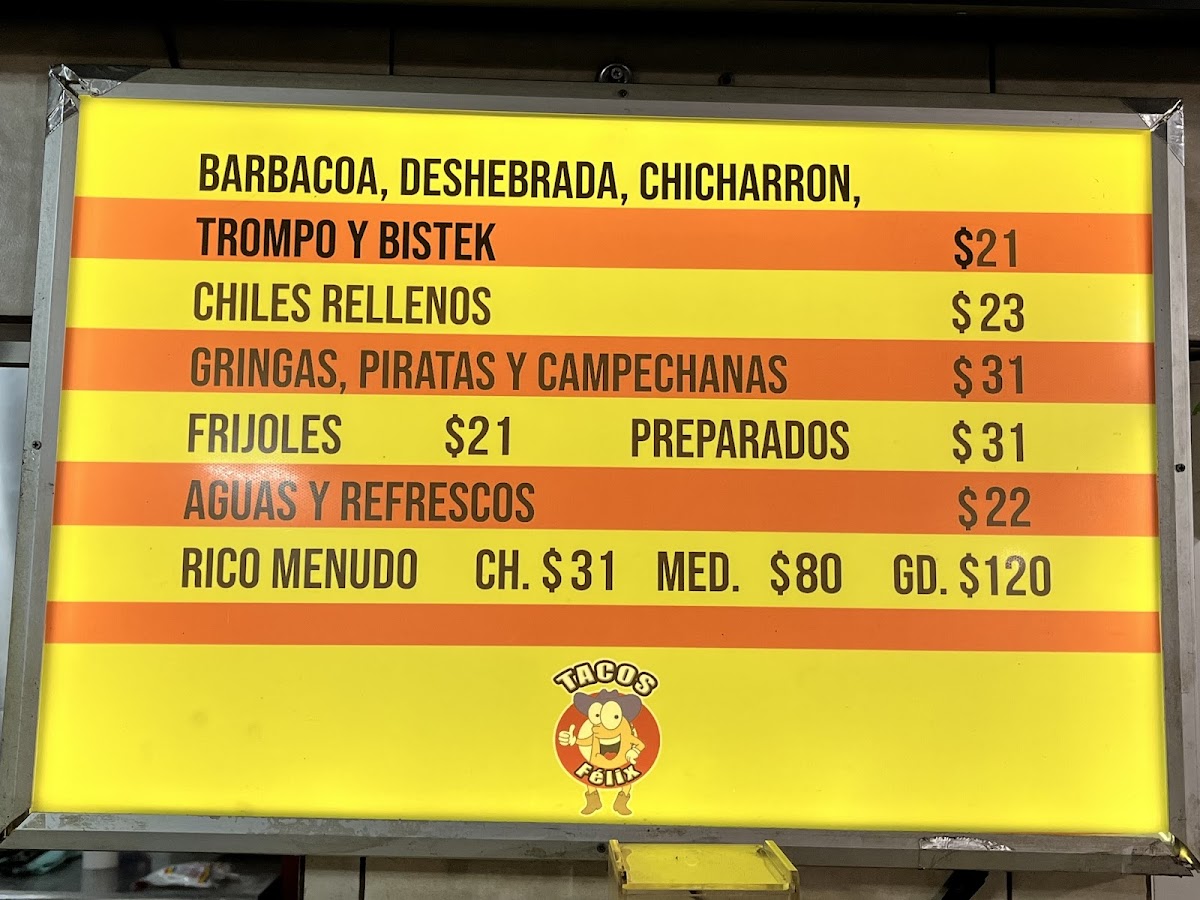 BARBACOA, DESHEBRADA, CHICHARRON,
TROMPO Y BISTEK $21
CHILES RELLENOS $23
GRINGAS, PIRATAS Y CAMPECHANAS $31
FRIJOLES $21 PREPARADOS $31
AGUAS Y REFRESCOS $22
RICO MENUDO CH. $31 MED. $80 GD. $120
TACOS
Félix